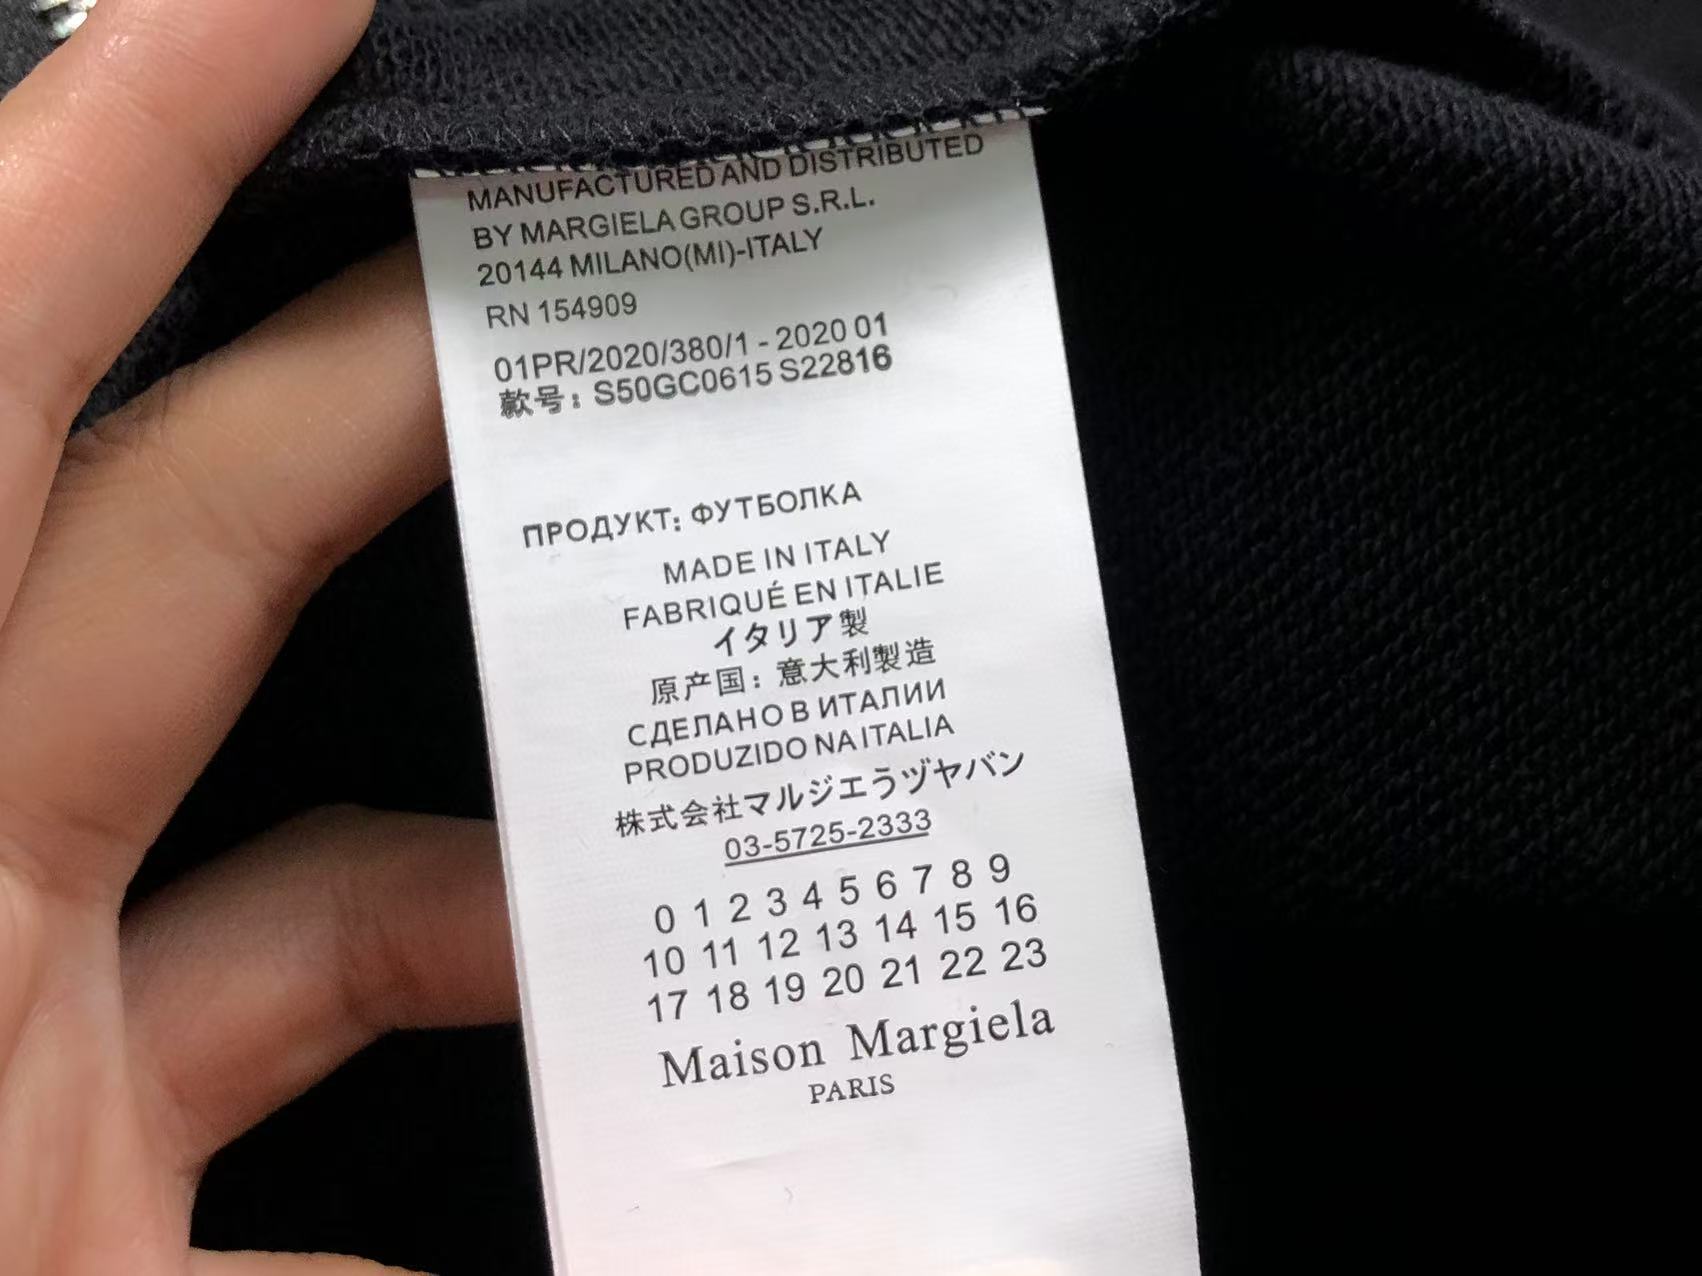 MANUFACTURED AND DISTRIBUTED
BY MARGIELA GROUP S.R.L.
20144 MILANO(MI)-ITALY
RN 154909
01PR/2020/380/1 - 2020 01
款号: S50GC0615 S22816
ПРОДУКТ: ФУТБОЛКА
MADE IN ITALY
FABRIQUÉ EN ITALIE
イタリア製
原产国: 意大利製造
СДЕЛАНО В ИТАЛИИ
PRODUZIDO NA ITALIA
株式会社マルジエうヅヤバン
03-5725-2333
0 1 2 3 4 5 6 7 8 9
10 11 12 13 14 15 16
17 18 19 20 21 22 23
Maison Margiela
PARIS